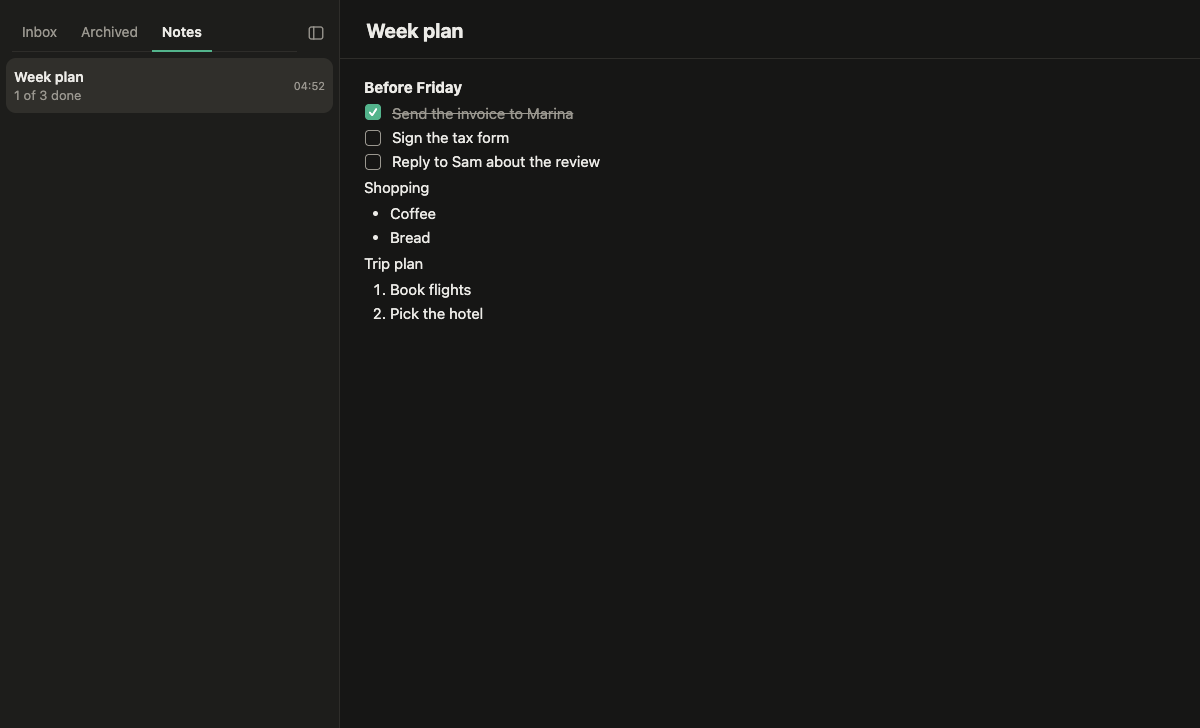 Inbox Archived Notes
Week plan
1 of 3 done
04:52
Week plan
Before Friday
Send the invoice to Marina
Sign the tax form
Reply to Sam about the review
Shopping
• Coffee
• Bread
Trip plan
1. Book flights
2. Pick the hotel